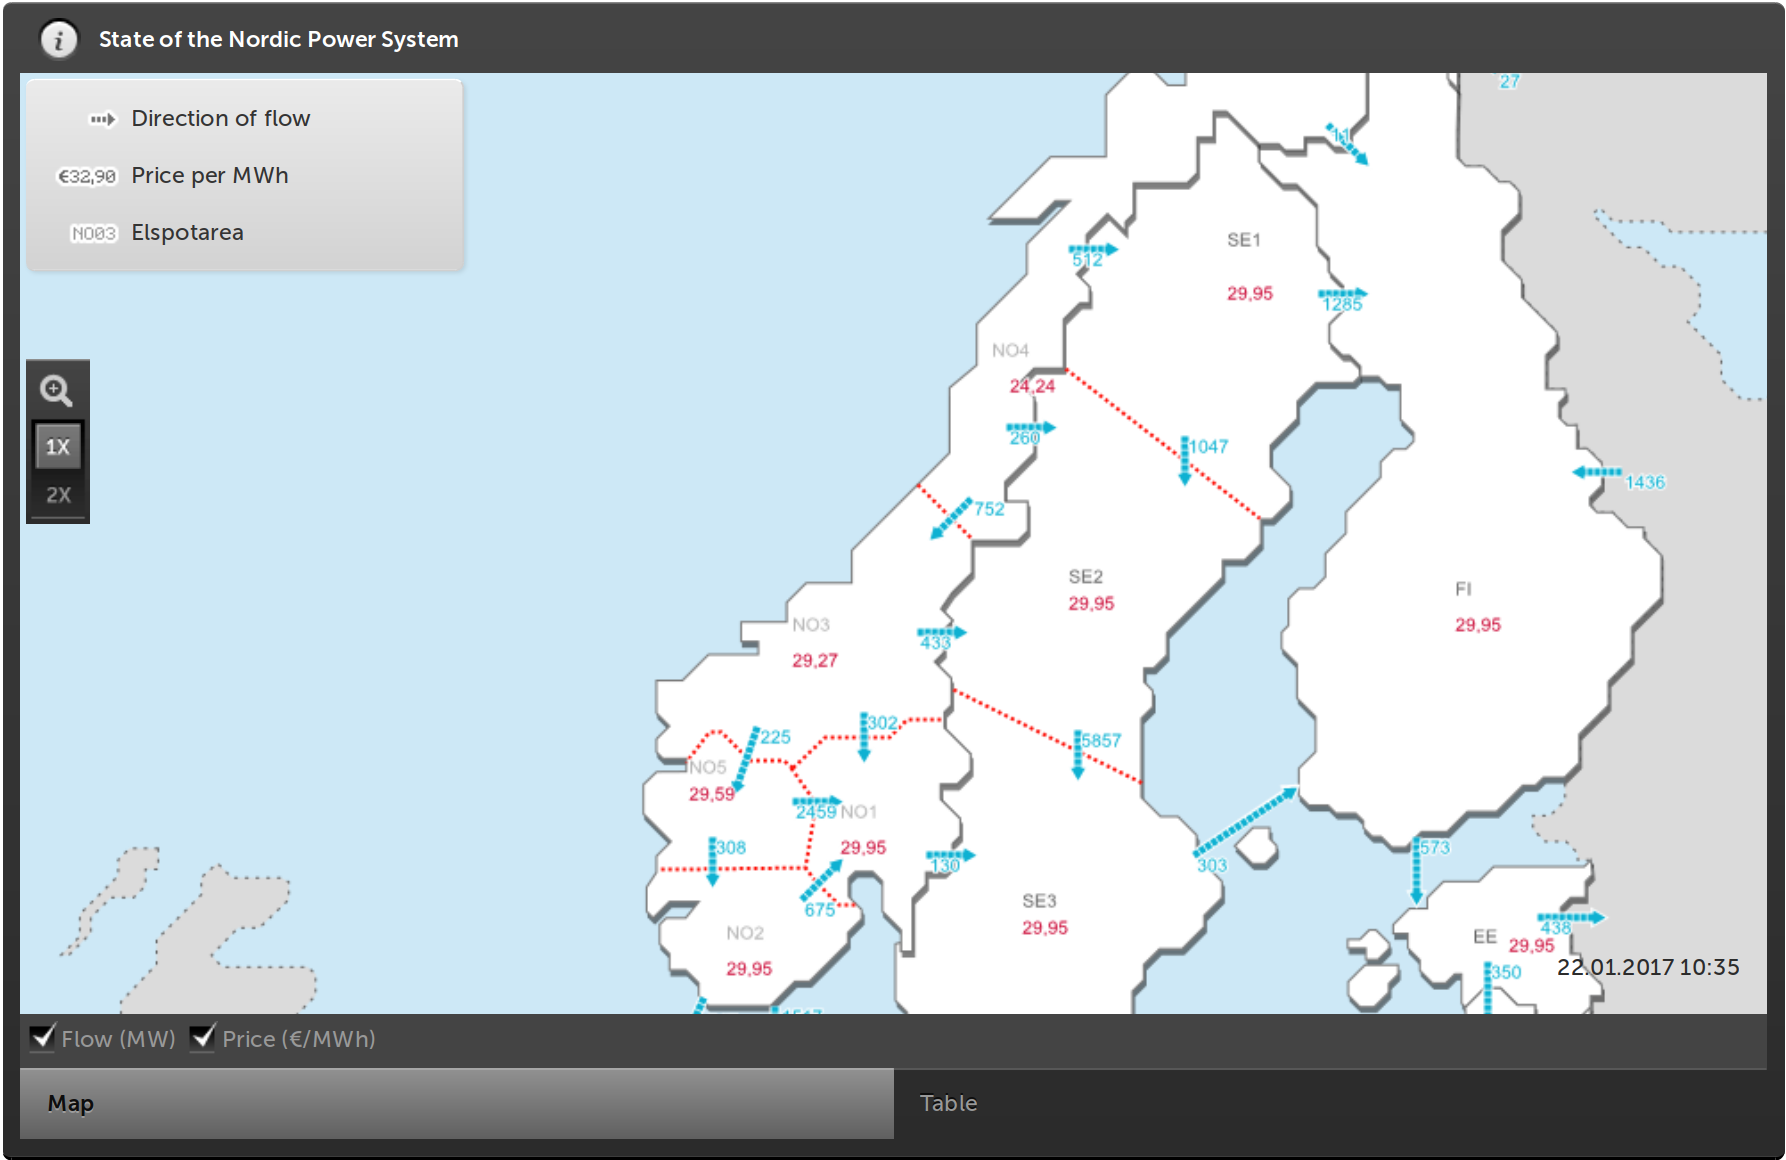 State of the Nordic Power System
Direction of flow
€32,90 Price per MWh
NO03 Elspotarea
27
11
SE1
512
29,95
1285
NO4
24,24
260
1047
1X
1436
2X
752
SE2
29,95
FI
29,95
NO3
433
29,27
302
225
5857
NO5
29,59
2459
NO1
29,95
308
573
130
303
675
SE3
29,95
438
NO2
EE
29,95
29,95
350
22.01.2017 10:35
Flow (MW)
Price (€/MWh)
Map
Table